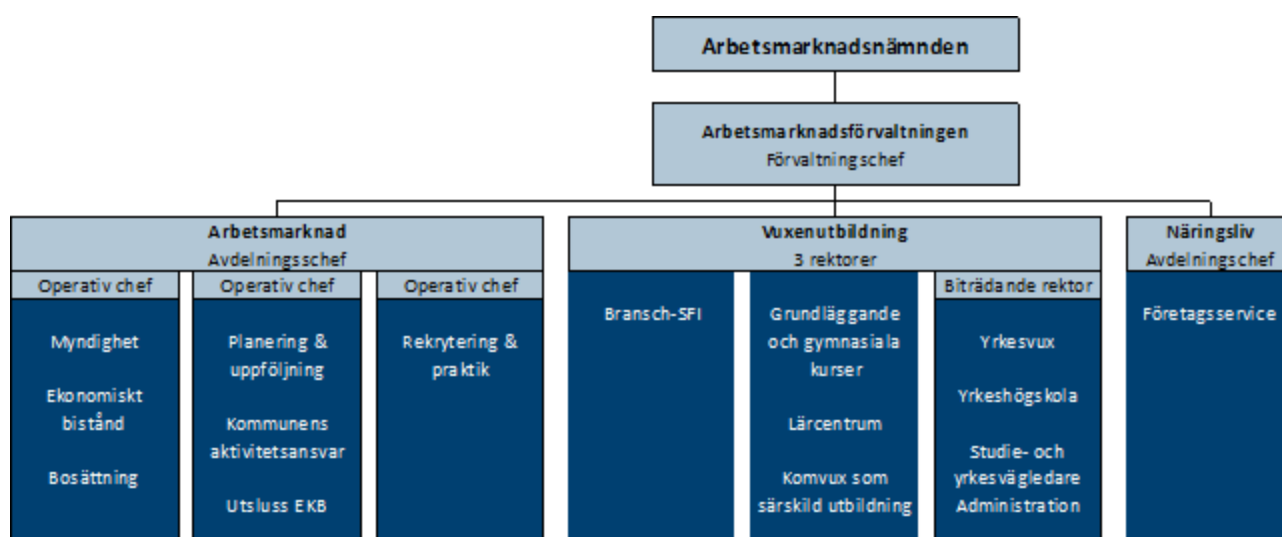 Arbetsmarknadsnämnden
Arbetsmarknadsförvaltningen
Förvaltningschef
Arbetsmarknad
Avdelningsschef
Operativ chef
Myndighet
Ekonomiskt
bistånd
Bosättning
Operativ chef
Planering &
uppföljning
Kommunens
aktivitetsansvar
Utsluss EKB
Operativ chef
Rekrytering &
praktik
Vuxenutbildning
3 rektorer
Bransch-SFI
Grundläggande
och gymnasiala
kurser
Lärcentrum
Komvux som
särskild utbildning
Biträdande rektor
Yrkesvux
Yrkeshögskola
Studie- och
yrkesvägledare
Administration
Näringsliv
Avdelningschef
Företagsservice